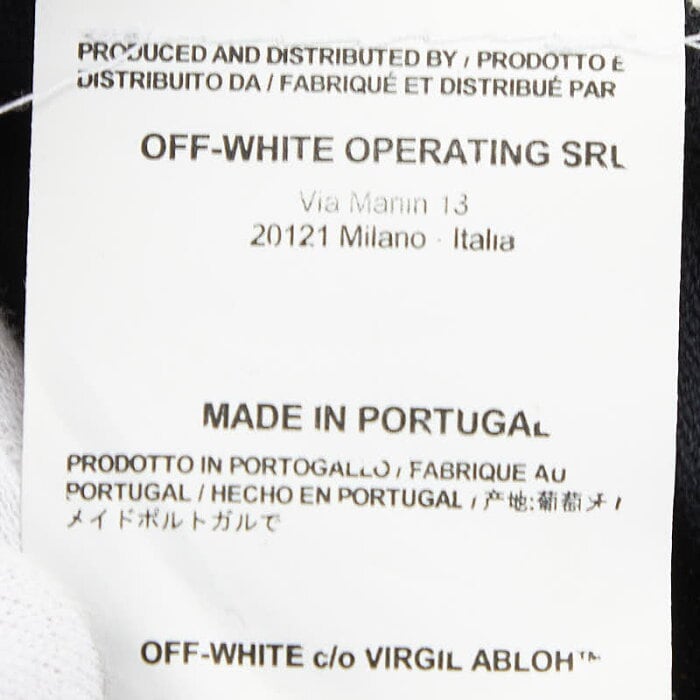 PRODUCED AND DISTRIBUTED BY / PRODOTTO E
DISTRIBUITO DA / FABRIQUÉ ET DISTRIBUÉ PAR
OFF-WHITE OPERATING SRL
Via Manin 13
20121 Milano - Italia
MADE IN PORTUGAL
PRODOTTO IN PORTOGALLO / FABRIQUE AU
PORTUGAL / HECHO EN PORTUGAL / 产地:葡萄牙 /
メイドポルトガルで
OFF-WHITE c/o VIRGIL ABLOH™